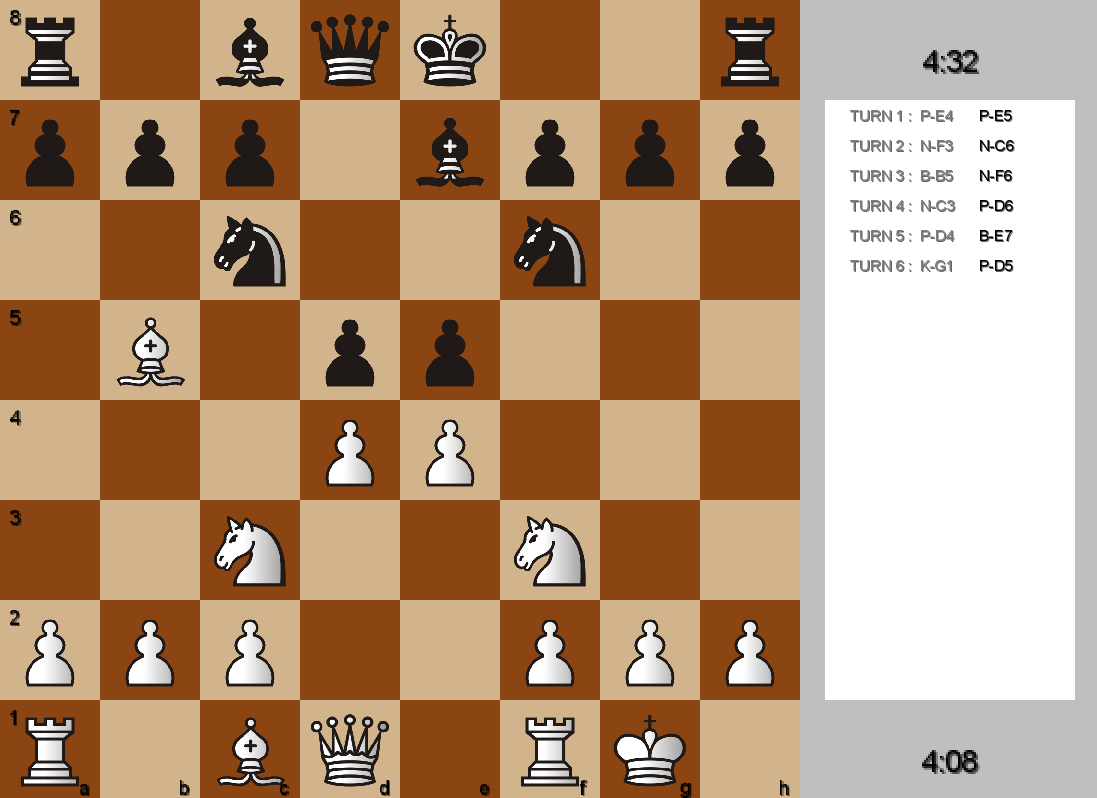 8
4:32
7
TURN 1 : P-E4 P-E5
TURN 2 : N-F3 N-C6
TURN 3 : B-B5 N-F6
6
TURN 4 : N-C3 P-D6
TURN 5 : P-D4 B-E7
TURN 6 : K-G1 P-D5
5
4
3
2
1
4:08
a b c d e f g h